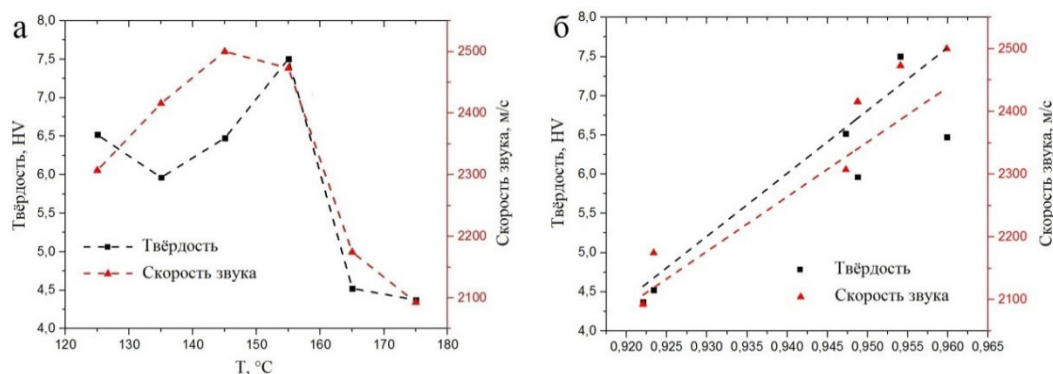 а
8,0
7,5
7,0
6,5
6,0
5,5
5,0
4,5
4,0
Твёрдость, HV
120 130 140 150 160 170 180
T, °C
2500
2400
2300
2200
2100
Скорость звука, м/с
Твёрдость
Скорость звука
б
8,0
7,5
7,0
6,5
6,0
5,5
5,0
4,5
4,0
Твёрдость, HV
0,920 0,925 0,930 0,935 0,940 0,945 0,950 0,955 0,960 0,965
2500
2400
2300
2200
2100
Скорость звука, м/с
Твёрдость
Скорость звука